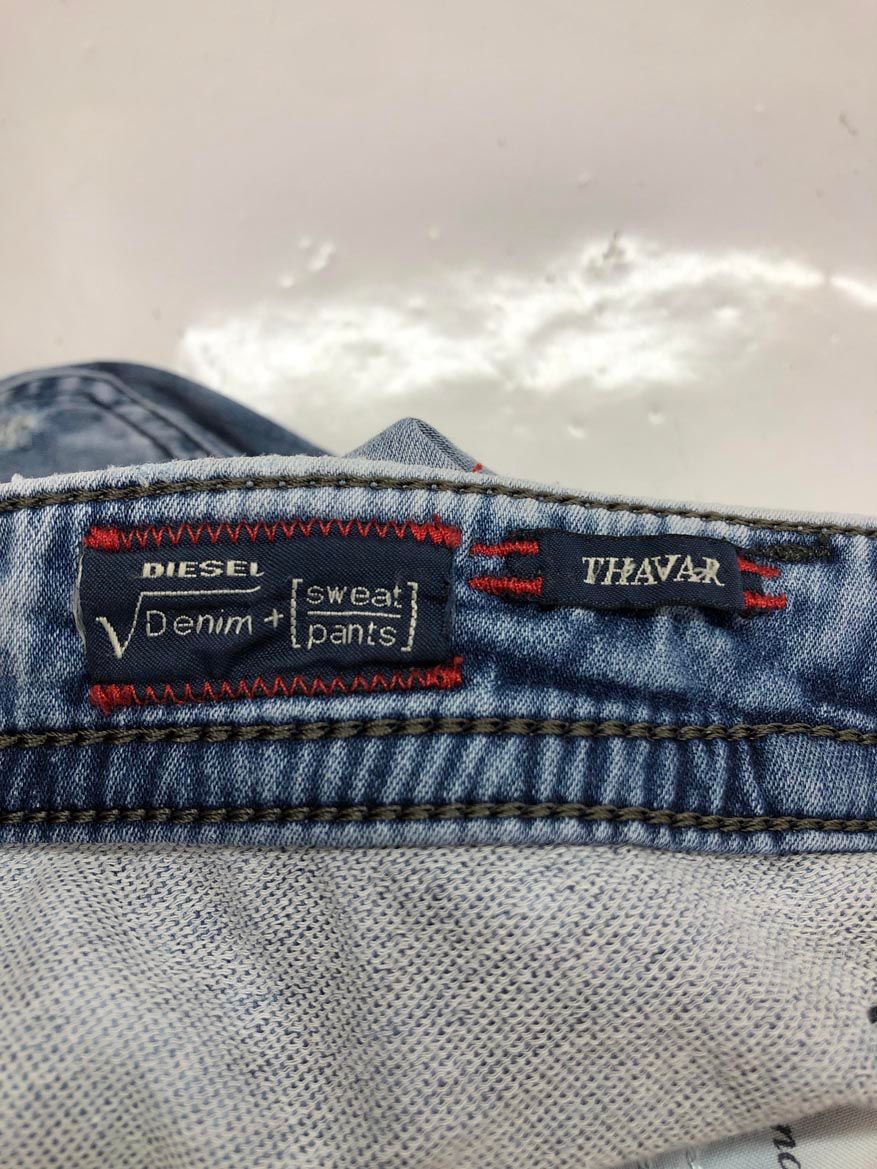 DIESEL
√Denim + [sweat/pants]
THAVAR